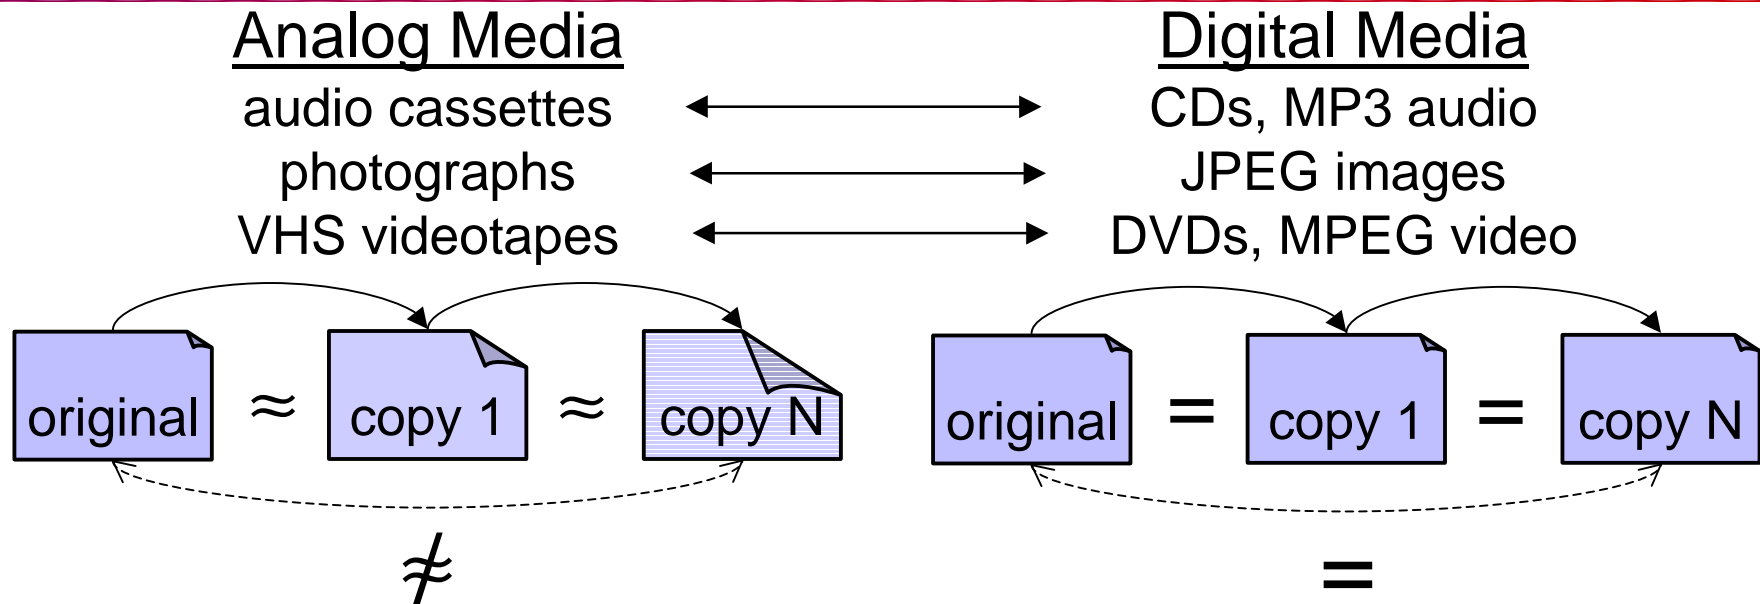 Analog Media
audio cassettes
photographs
VHS videotapes
original ≈ copy 1 ≈ copy N
≉
Digital Media
CDs, MP3 audio
JPEG images
DVDs, MPEG video
original = copy 1 = copy N
=